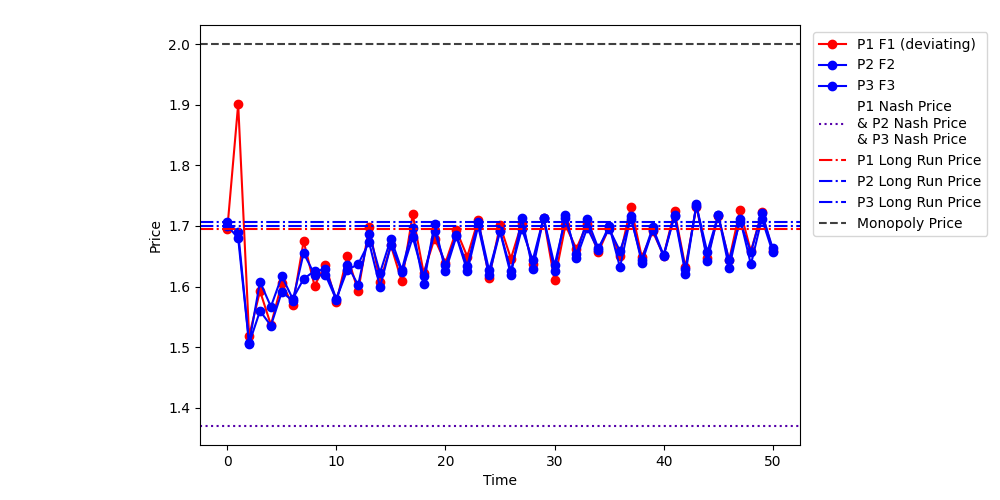 2.0
1.9
1.8
1.7
1.6
1.5
1.4
Price
0
10
20
30
40
50
Time
P1 F1 (deviating)
P2 F2
P3 F3
P1 Nash Price
& P2 Nash Price
& P3 Nash Price
P1 Long Run Price
P2 Long Run Price
P3 Long Run Price
Monopoly Price